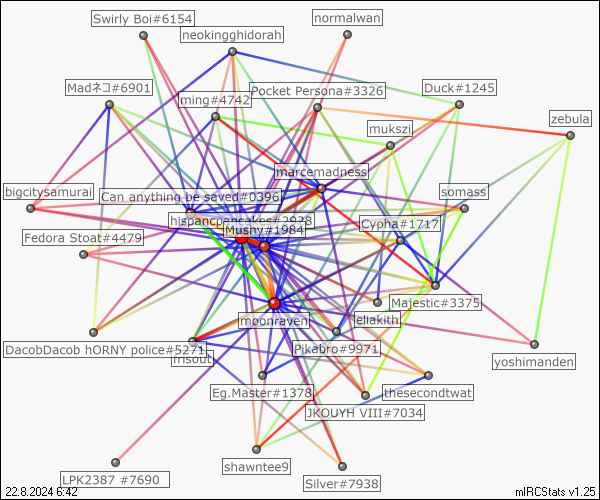 Swirly Boi#6154
normalwan
neokingghidorah
Madネコ#6901
ming#4742
Pocket Persona#3326
Duck#1245
zebula
mukszi
marcemadness
bigcitysamurai
Can anything be saved#0396
somass
hispancpancakes#2928
Mushy#1984
Cypha#1717
Fedora Stoat#4479
Majestic#3375
moonraven
eliakith
DacobDacob hORNY police#5271
Pikabro#9971
yoshimanden
Eg.Master#1378
thesecondtwat
JKOUYH VIII#7034
shawntee9
LPK2387 #7690
Silver#7938
22.8.2024 6:42
mIRCStats v1.25